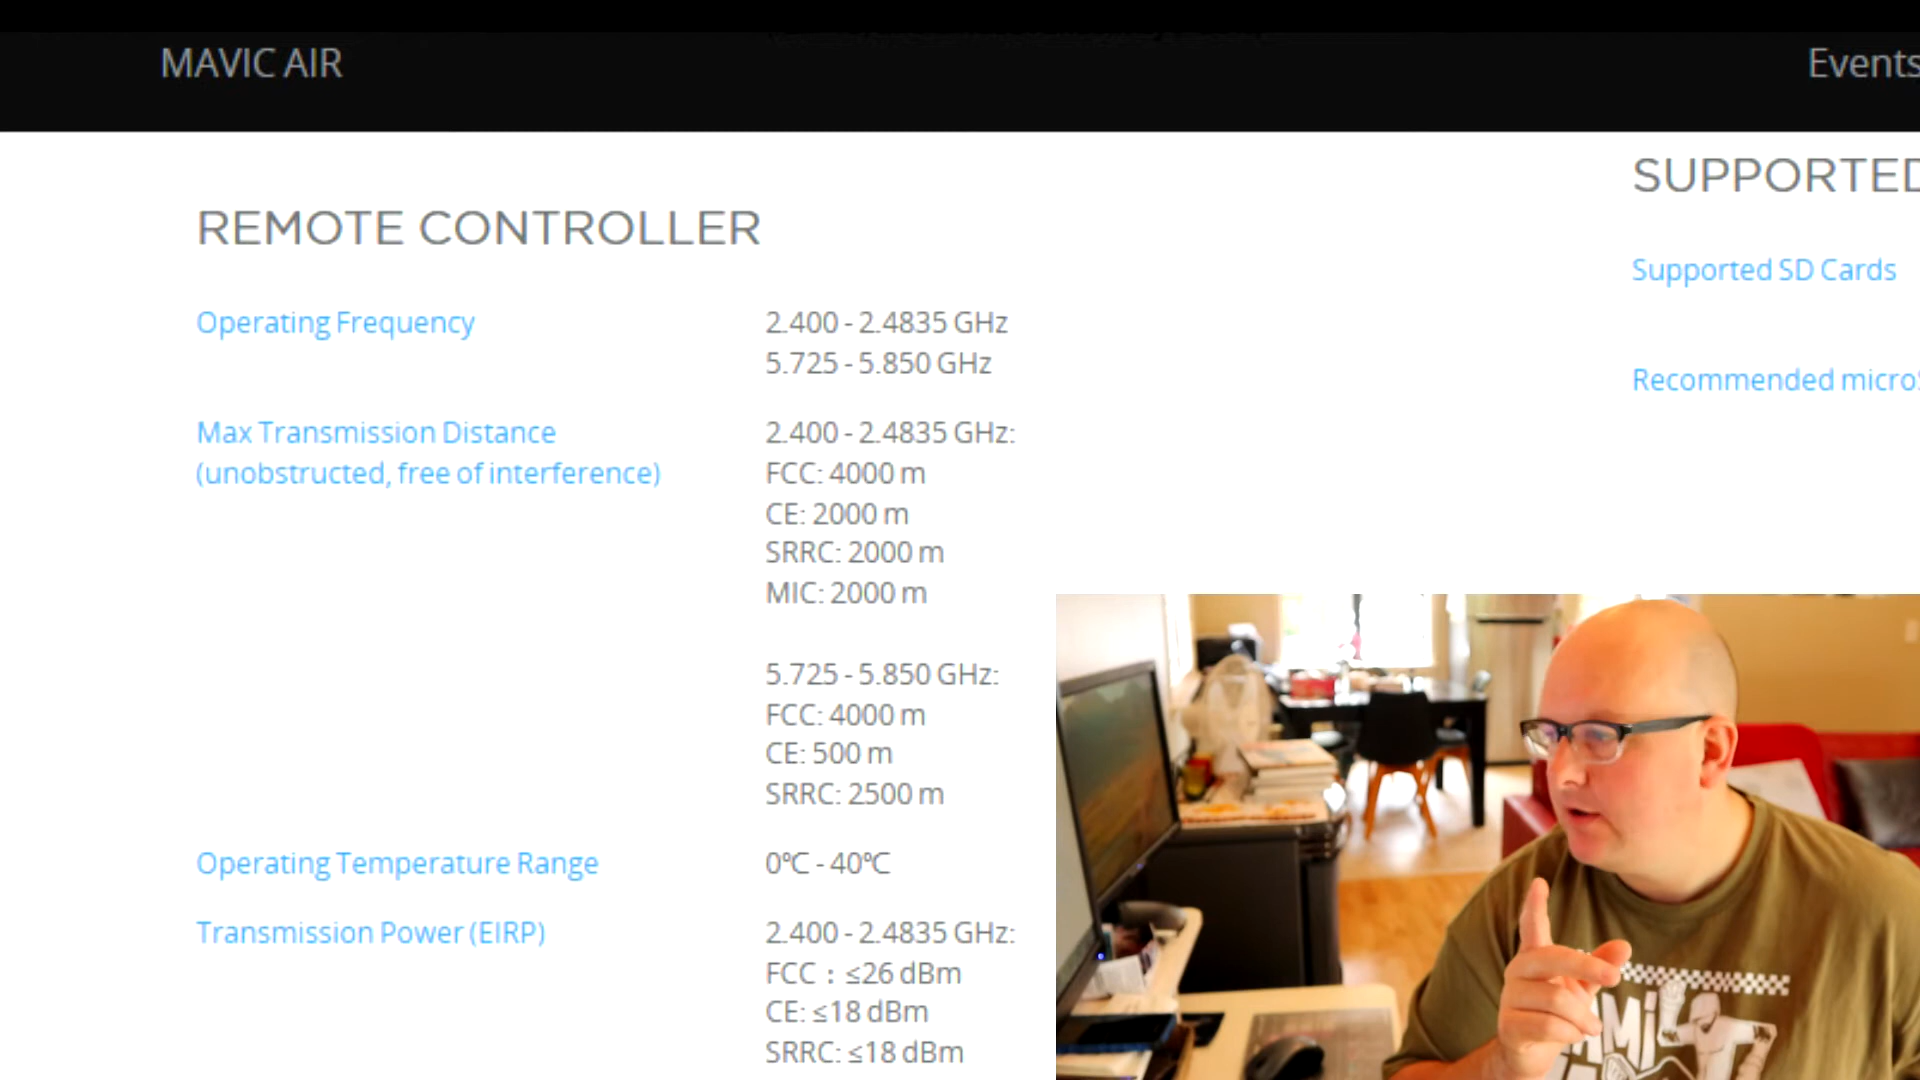 MAVIC AIR
Events
REMOTE CONTROLLER
Operating Frequency
2.400 - 2.4835 GHz
5.725 - 5.850 GHz
Max Transmission Distance
(unobstructed, free of interference)
2.400 - 2.4835 GHz:
FCC: 4000 m
CE: 2000 m
SRRC: 2000 m
MIC: 2000 m
5.725 - 5.850 GHz:
FCC: 4000 m
CE: 500 m
SRRC: 2500 m
Operating Temperature Range
0℃ - 40℃
Transmission Power (EIRP)
2.400 - 2.4835 GHz:
FCC：≤26 dBm
CE: ≤18 dBm
SRRC: ≤18 dBm
SUPPORTED
Supported SD Cards
Recommended micro